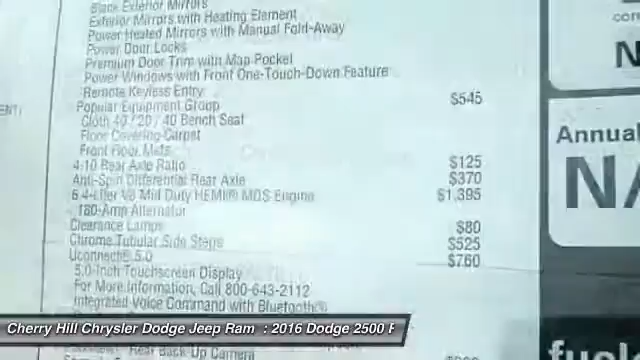 Black Exterior Mirrors
Exterior Mirrors with Heating Element
Power Heated Mirrors with Manual Fold-Away
Power Door Locks
Premium Door Trim with Map Pocket
Power Windows with Front One-Touch-Down Feature
Remote Keyless Entry
Popular Equipment Group $545
Cloth 40 / 20 / 40 Bench Seat
Floor Covering-Carpet
Front Floor Mats
4.10 Rear Axle Ratio $125
Anti-Spin Differential Rear Axle $370
6.4-Liter V8 Mid Duty HEMI® MDS Engine $1,395
180-Amp Alternator
Clearance Lamps $80
Chrome Tubular Side Steps $525
Uconnect® 5.0 $760
5.0-Inch Touchscreen Display
For More Information, Call 800-643-2112
Integrated Voice Command with Bluetooth®
Rear Back-Up Camera
Annual
NA
N
fuel
Cherry Hill Chrysler Dodge Jeep Ram : 2016 Dodge 2500